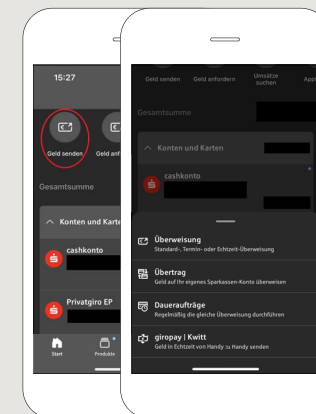 15:27
Geld senden
Geld anf
Gesamtsumme
Konten und Karte
cashkonto
Privatgiro EP
Start
Produkte
Geld senden Geld anfordern Umsätze
suchen
App
Gesamtsumme
Konten und Karten
cashkonto
Überweisung
Standard-, Termin- oder Echtzeit-Überweisung
Übertrag
Geld auf Ihr eigenes Sparkassen-Konto überweisen
Daueraufträge
Regelmäßig die gleiche Überweisung durchführen
giropay | Kwitt
Geld in Echtzeit von Handy zu Handy senden